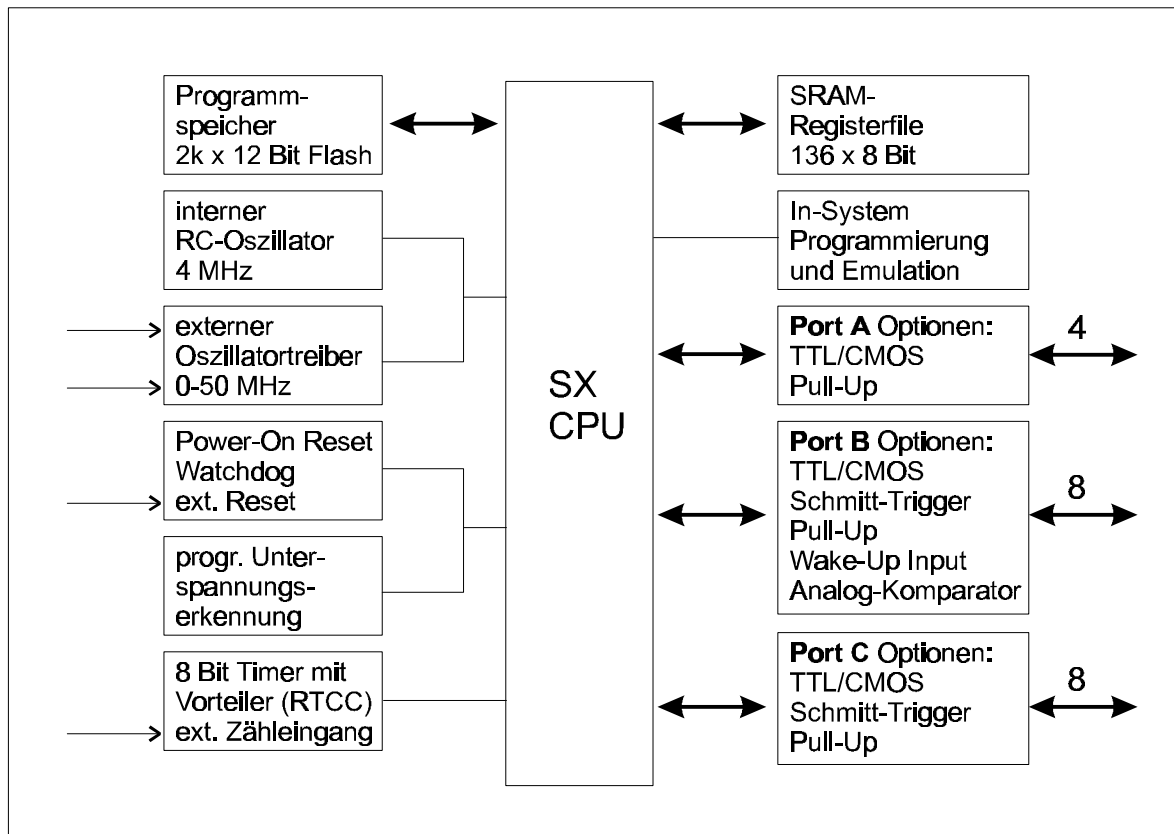 Programm-
speicher
2k x 12 Bit Flash
interner
RC-Oszillator
4 MHz
externer
Oszillatortreiber
0-50 MHz
Power-On Reset
Watchdog
ext. Reset
progr. Unter-
spannungs-
erkennung
8 Bit Timer mit
Vorteiler (RTCC)
ext. Zähleingang
SX
CPU
SRAM-
Registerfile
136 x 8 Bit
In-System
Programmierung
und Emulation
Port A Optionen:
TTL/CMOS
Pull-Up
4
Port B Optionen:
TTL/CMOS
Schmitt-Trigger
Pull-Up
Wake-Up Input
Analog-Komparator
8
Port C Optionen:
TTL/CMOS
Schmitt-Trigger
Pull-Up
8